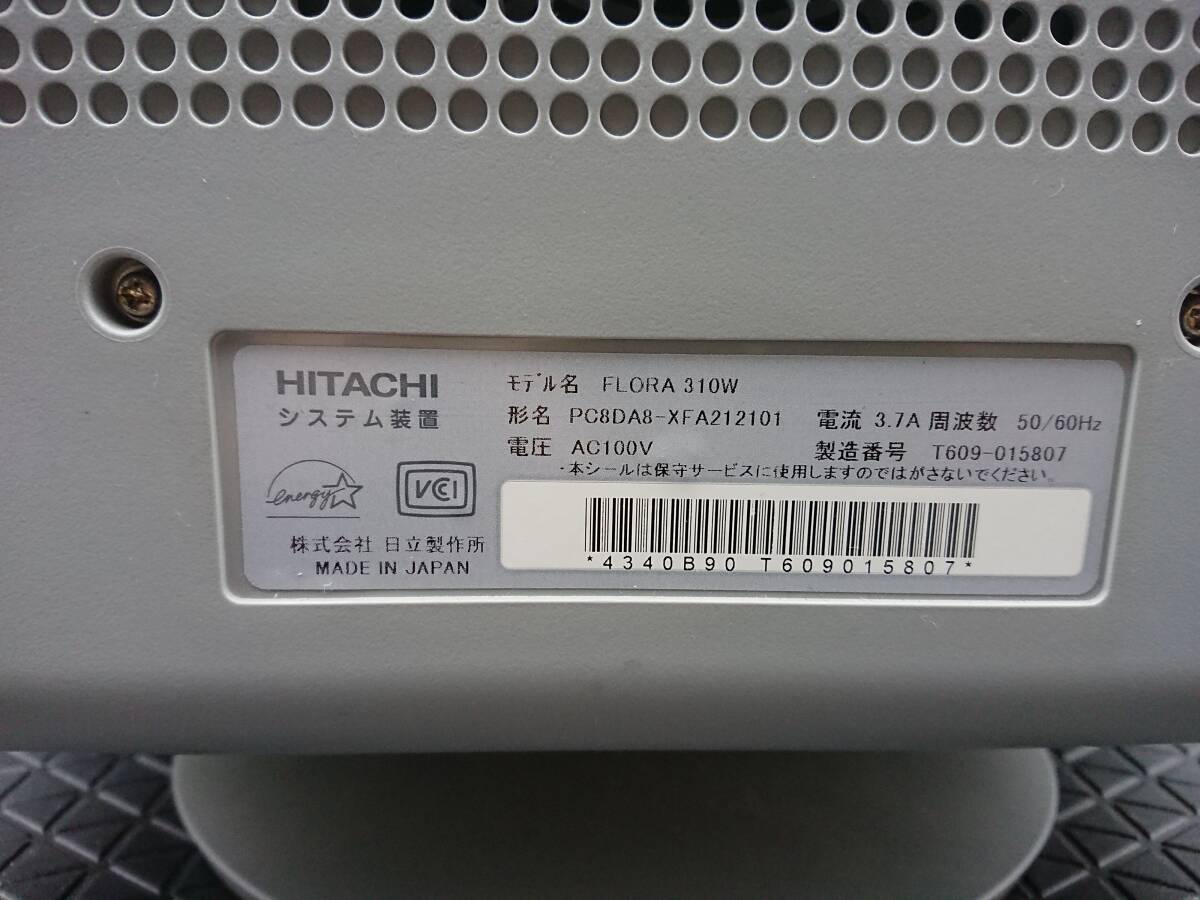 HITACHI
システム装置
モデル名 FLORA 310W
形名 PC8DA8-XFA212101 電流 3.7A 周波数 50/60Hz
電圧 AC100V 製造番号 T609-015807
・本シールは保守サービスに使用しますのではがさないでください。
energy
VCI
株式会社 日立製作所
MADE IN JAPAN
*4340B90 T609015807*